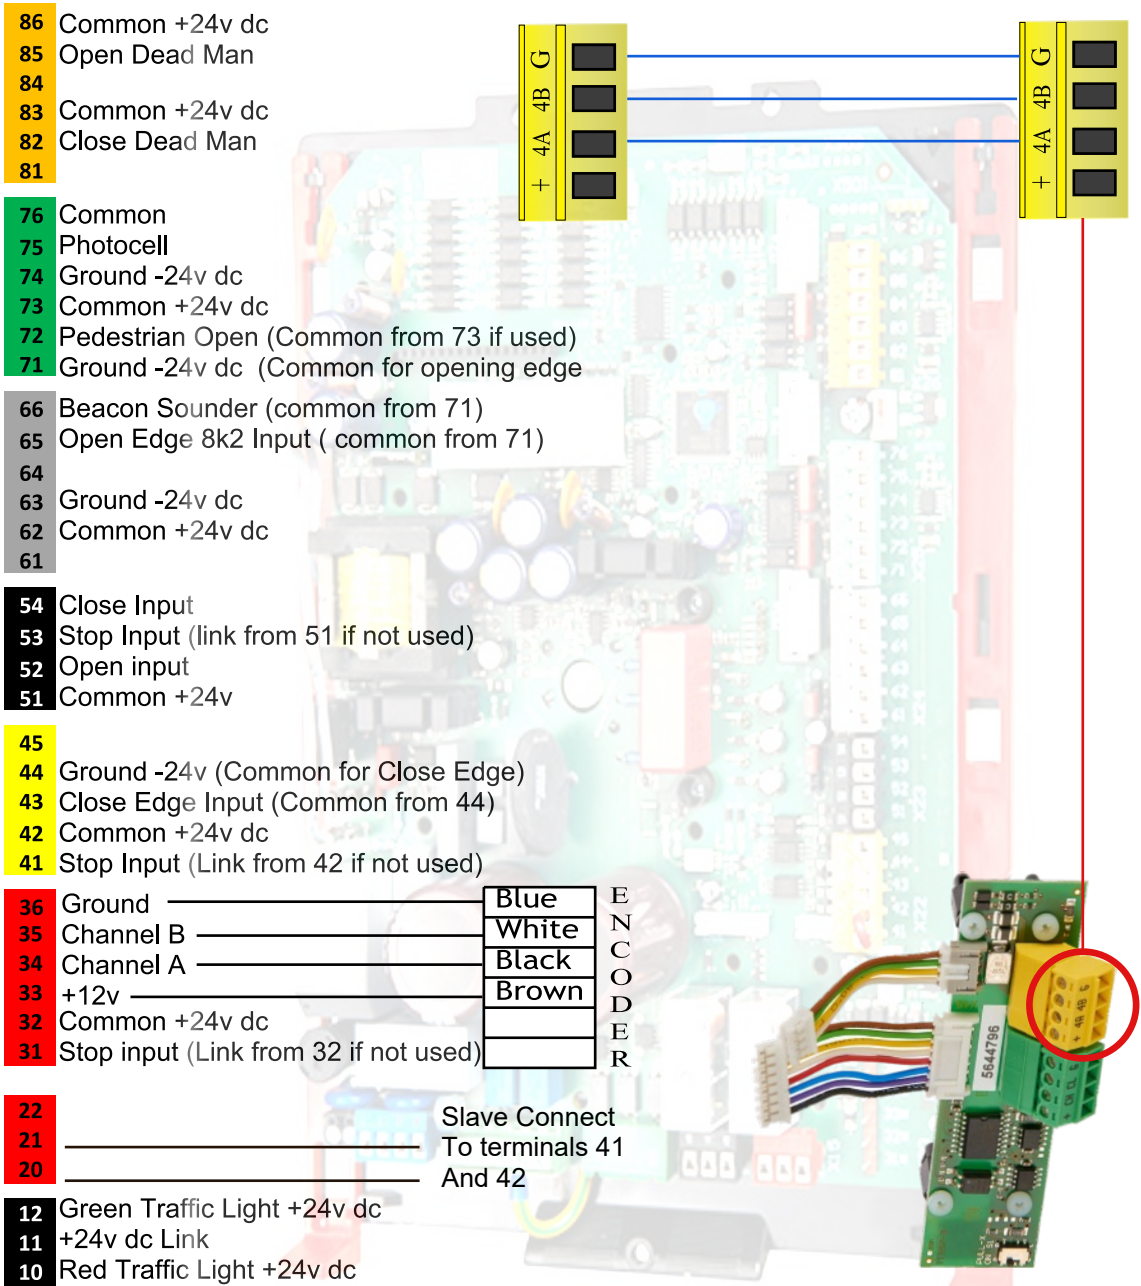 86 Common +24v dc
85 Open Dead Man
84
83 Common +24v dc
82 Close Dead Man
81
76 Common
75 Photocell
74 Ground -24v dc
73 Common +24v dc
72 Pedestrian Open (Common from 73 if used)
71 Ground -24v dc (Common for opening edge
66 Beacon Sounder (common from 71)
65 Open Edge 8k2 Input ( common from 71)
64
63 Ground -24v dc
62 Common +24v dc
61
54 Close Input
53 Stop Input (link from 51 if not used)
52 Open input
51 Common +24v
45
44 Ground -24v (Common for Close Edge)
43 Close Edge Input (Common from 44)
42 Common +24v dc
41 Stop Input (Link from 42 if not used)
36 Ground Blue
35 Channel B White
34 Channel A Black
33 +12v Brown
32 Common +24v dc
31 Stop input (Link from 32 if not used)
ENCODER
22
21
20
Slave Connect
To terminals 41
And 42
12 Green Traffic Light +24v dc
11 +24v dc Link
10 Red Traffic Light +24v dc
+ 4A 4B G
+ 4A 4B G
+ 4A 4B G
5644796